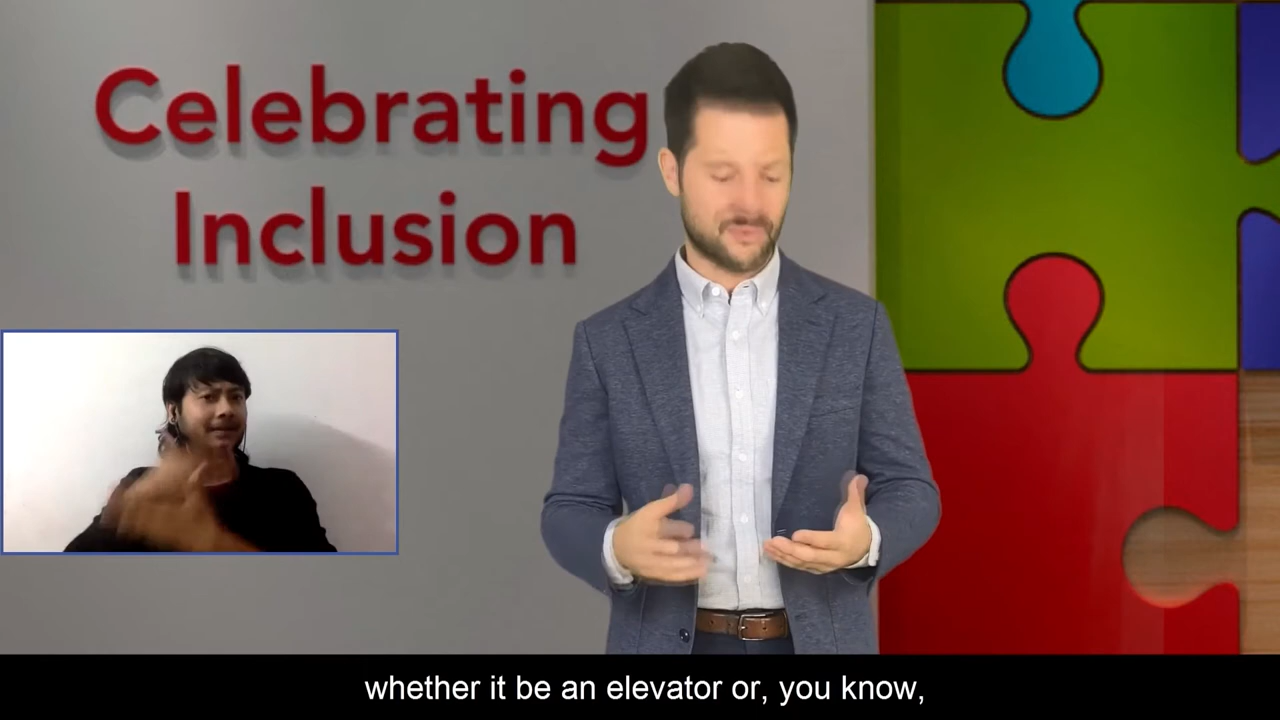 Celebrating
Inclusion
whether it be an elevator or, you know,